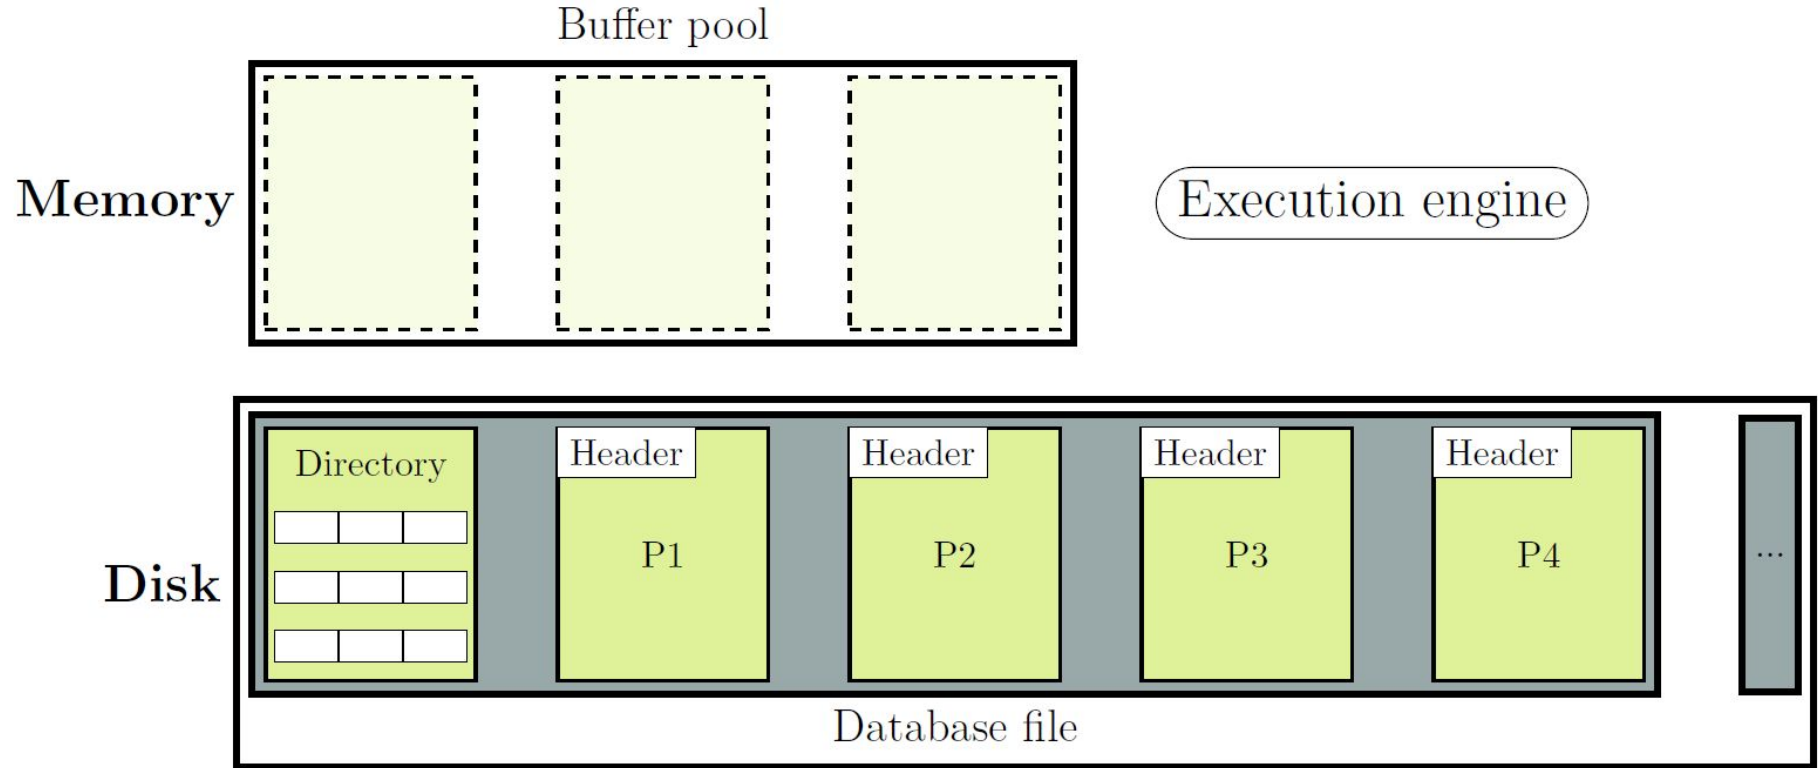 Buffer pool
Memory
Execution engine
Directory
Header
Header
Header
Header
P1
P2
P3
P4
...
Disk
Database file